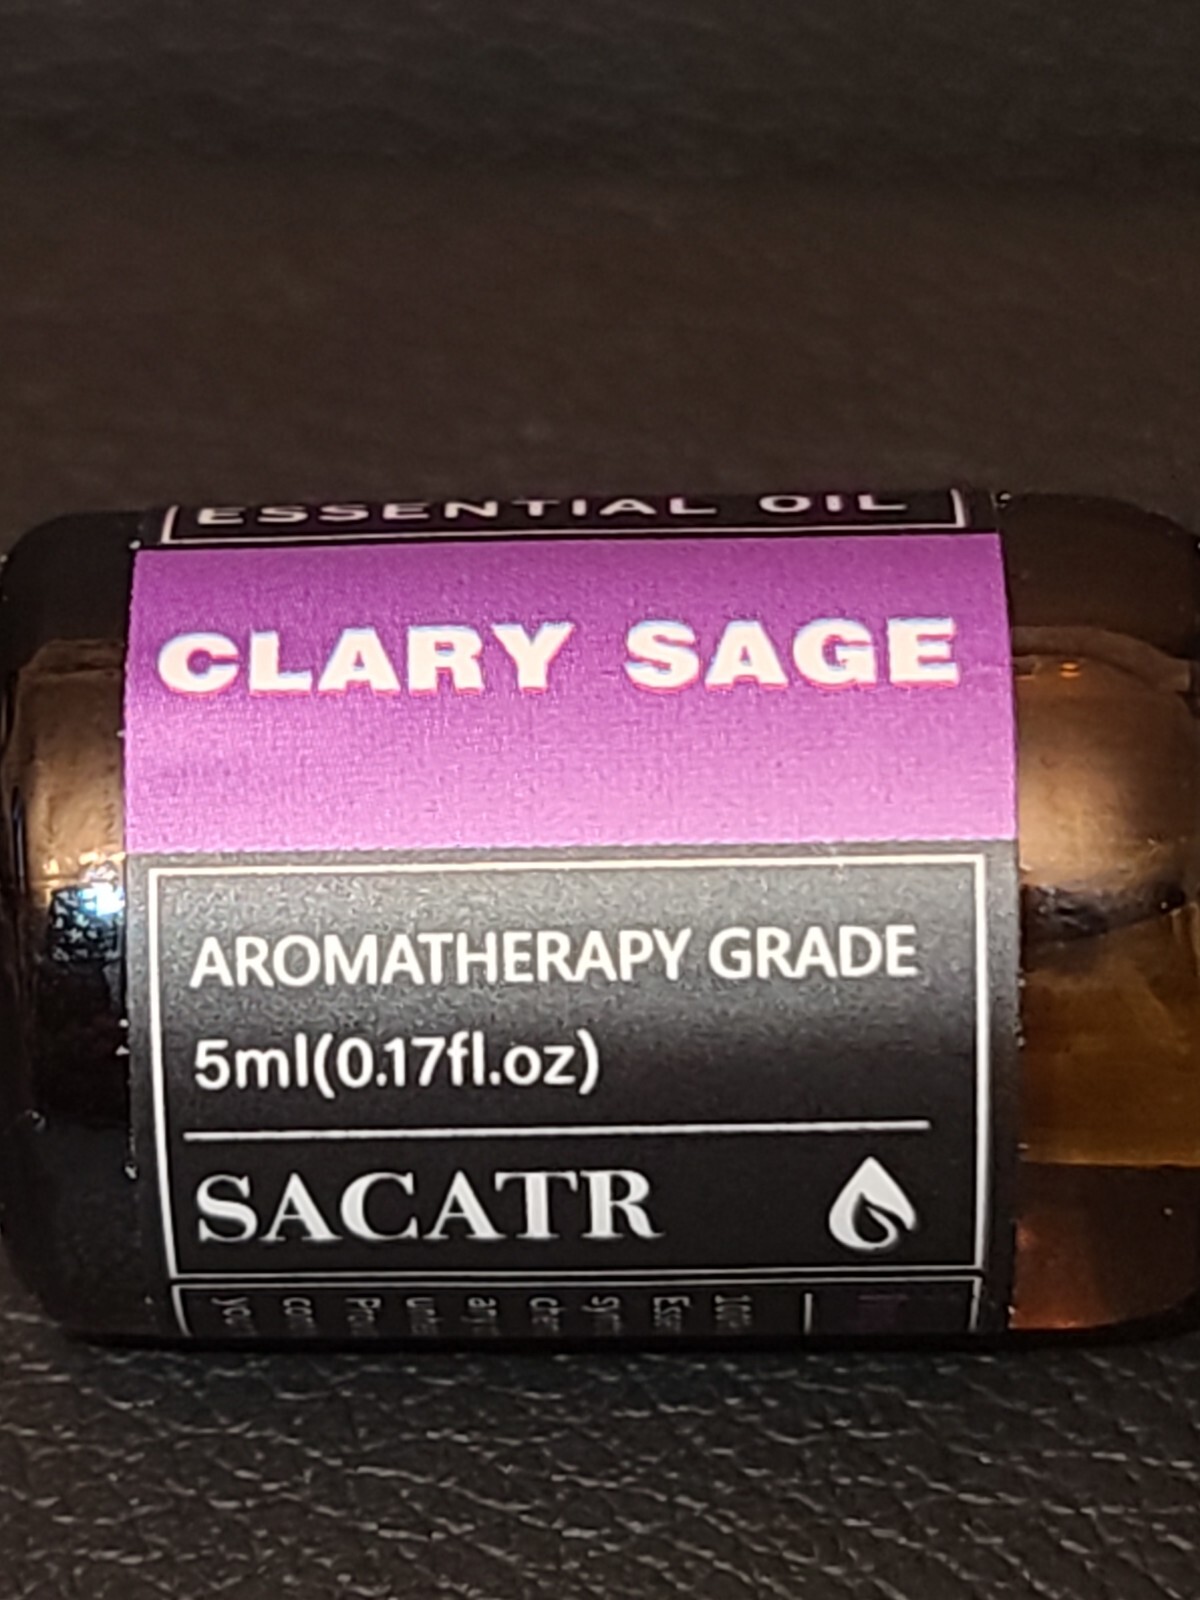 ESSENTIAL OIL
CLARY SAGE
AROMATHERAPY GRADE
5ml(0.17fl.oz)
SACATR